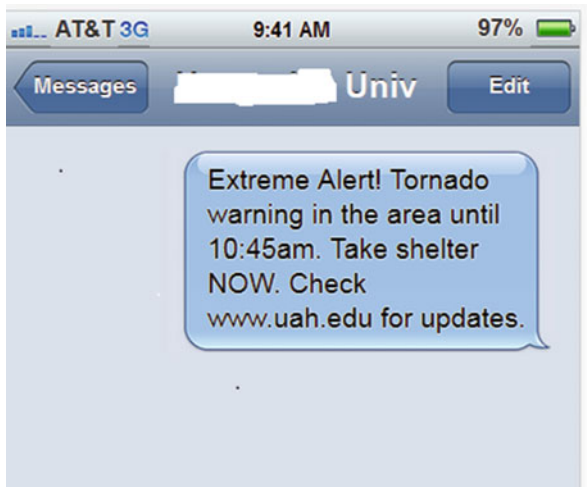 AT&T 3G 9:41 AM 97%
Messages Univ Edit
Extreme Alert! Tornado
warning in the area until
10:45am. Take shelter
NOW. Check
www.uah.edu for updates.